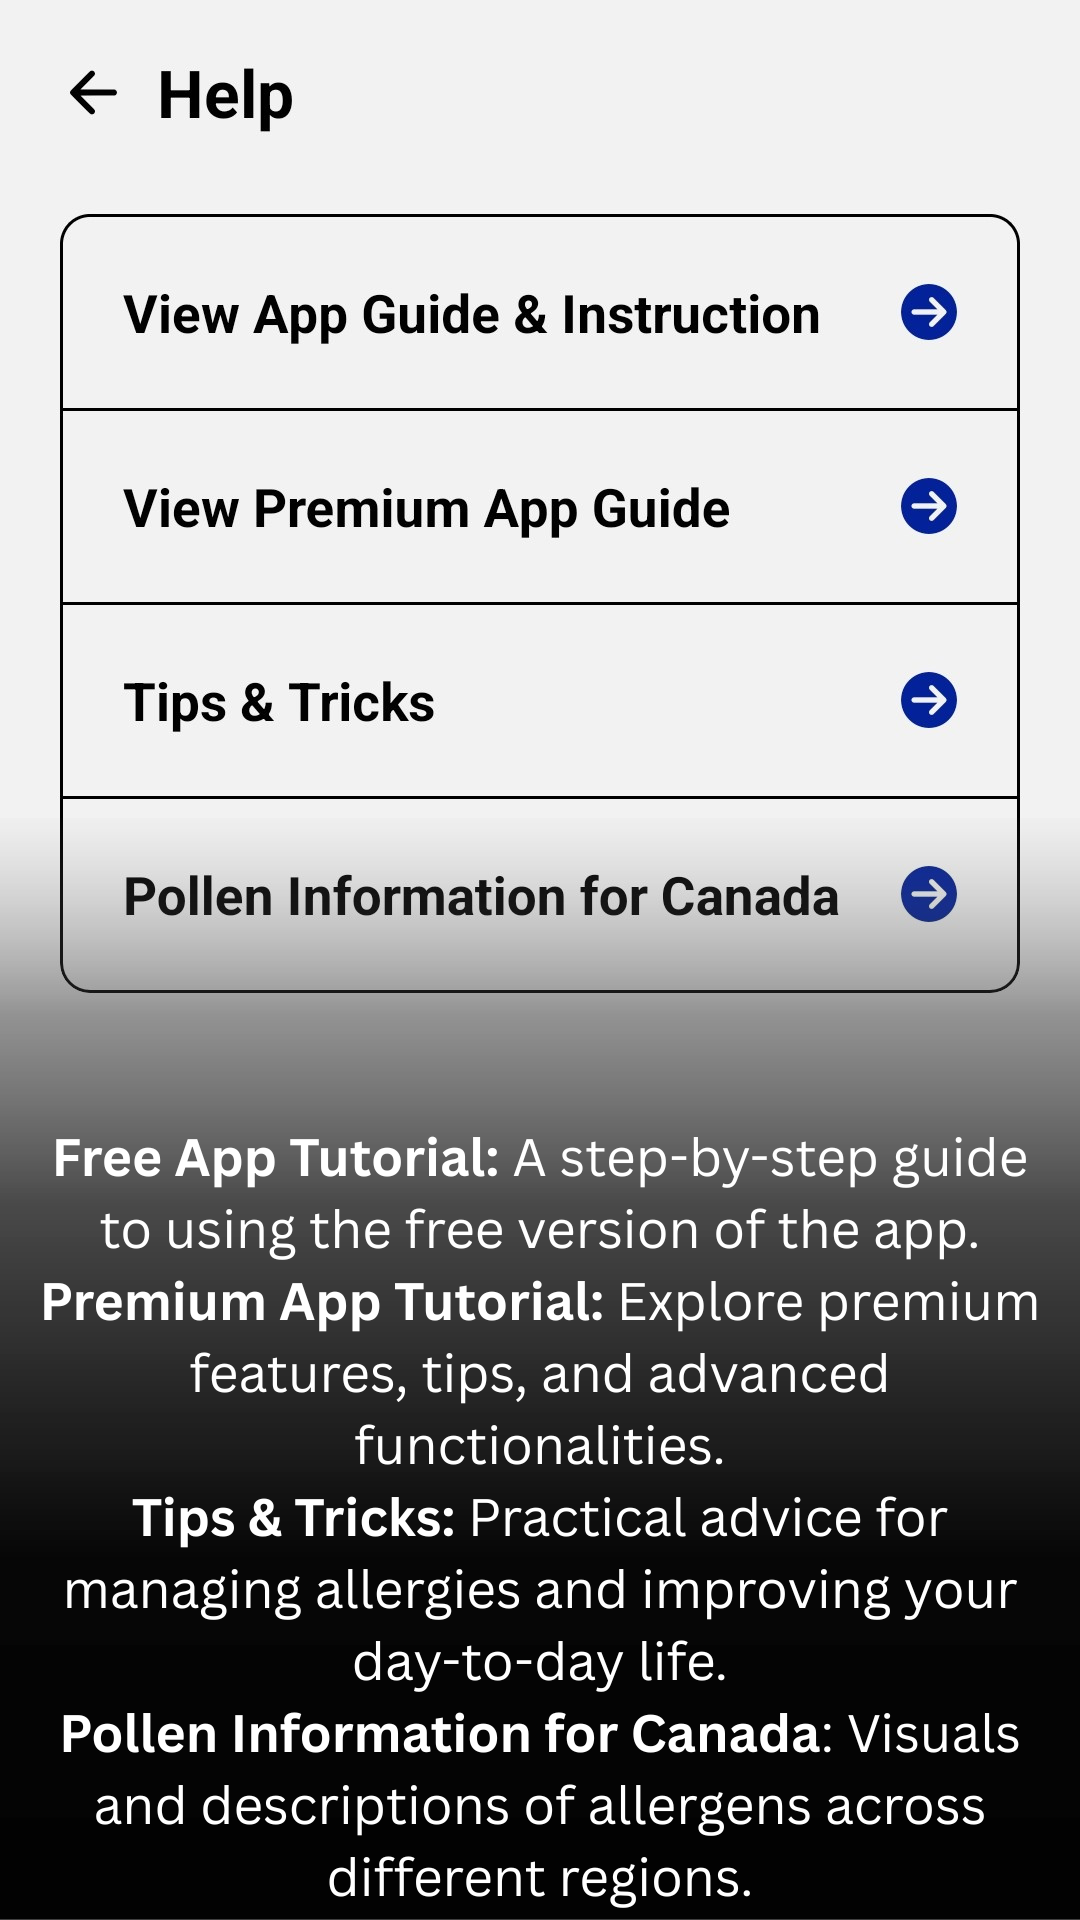 Help
View App Guide & Instruction
View Premium App Guide
Tips & Tricks
Pollen Information for Canada
Free App Tutorial: A step-by-step guide
to using the free version of the app.
Premium App Tutorial: Explore premium
features, tips, and advanced
functionalities.
Tips & Tricks: Practical advice for
managing allergies and improving your
day-to-day life.
Pollen Information for Canada: Visuals
and descriptions of allergens across
different regions.